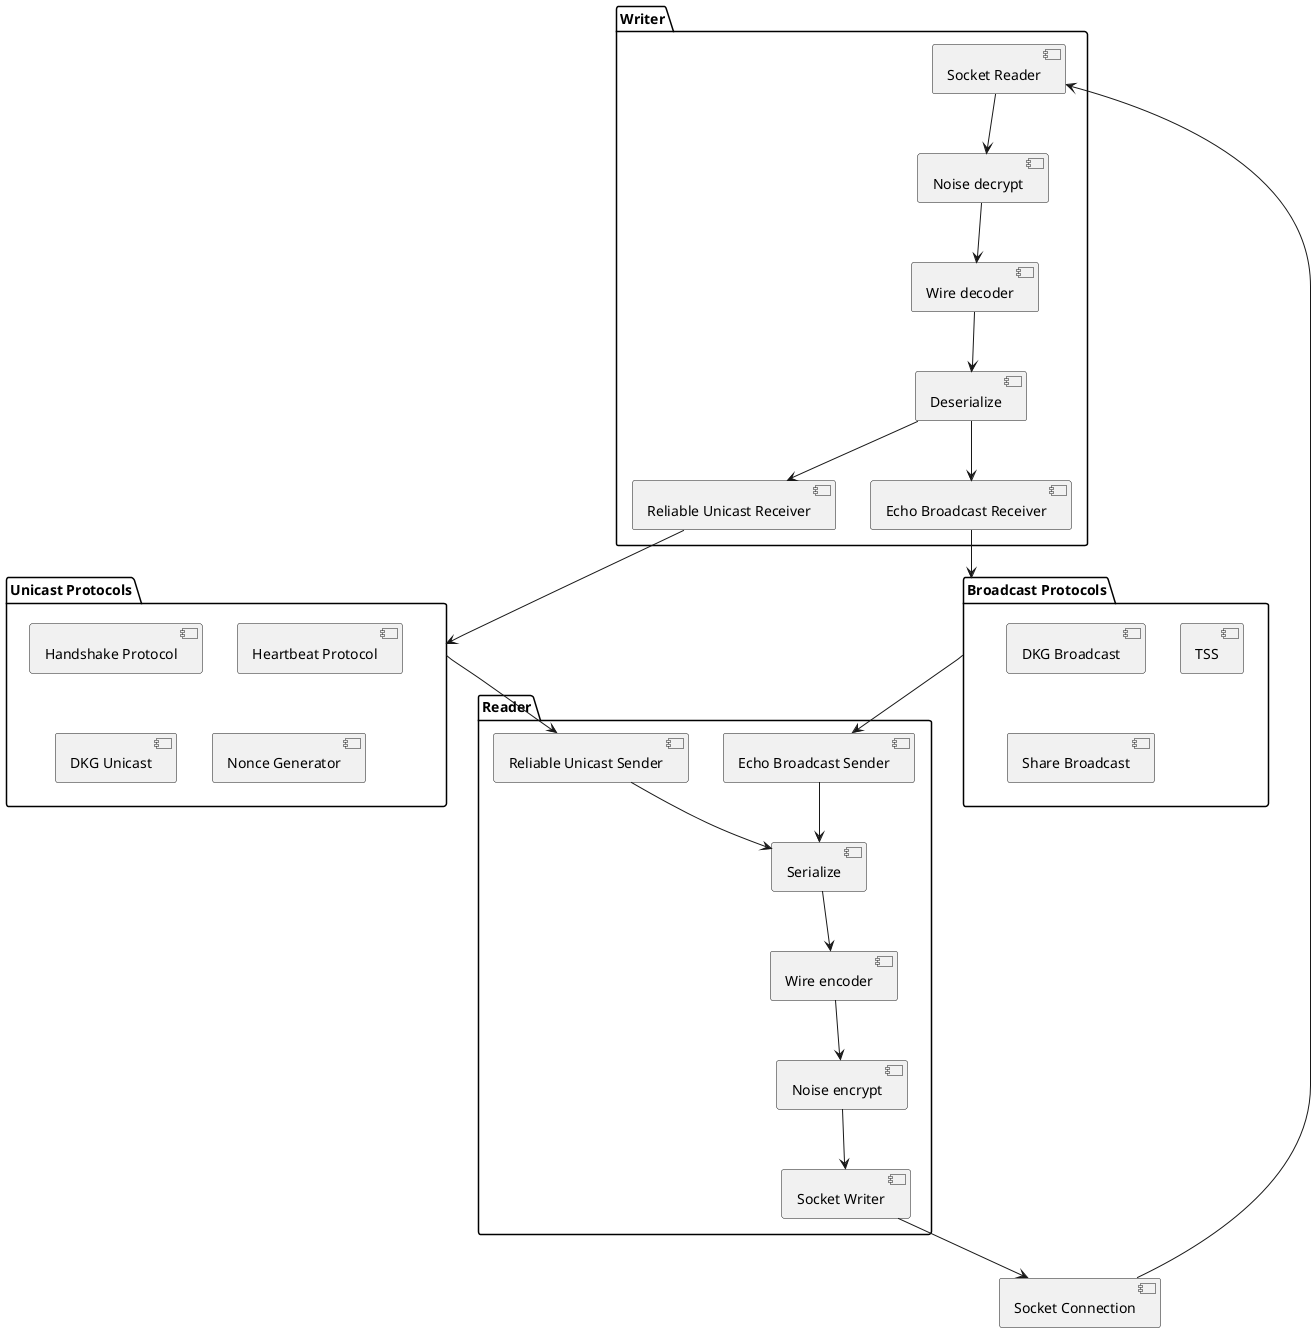 Writer
Socket Reader
Noise decrypt
Wire decoder
Deserialize
Reliable Unicast Receiver
Echo Broadcast Receiver
Unicast Protocols
Handshake Protocol
Heartbeat Protocol
DKG Unicast
Nonce Generator
Broadcast Protocols
DKG Broadcast
TSS
Share Broadcast
Reader
Reliable Unicast Sender
Echo Broadcast Sender
Serialize
Wire encoder
Noise encrypt
Socket Writer
Socket Connection